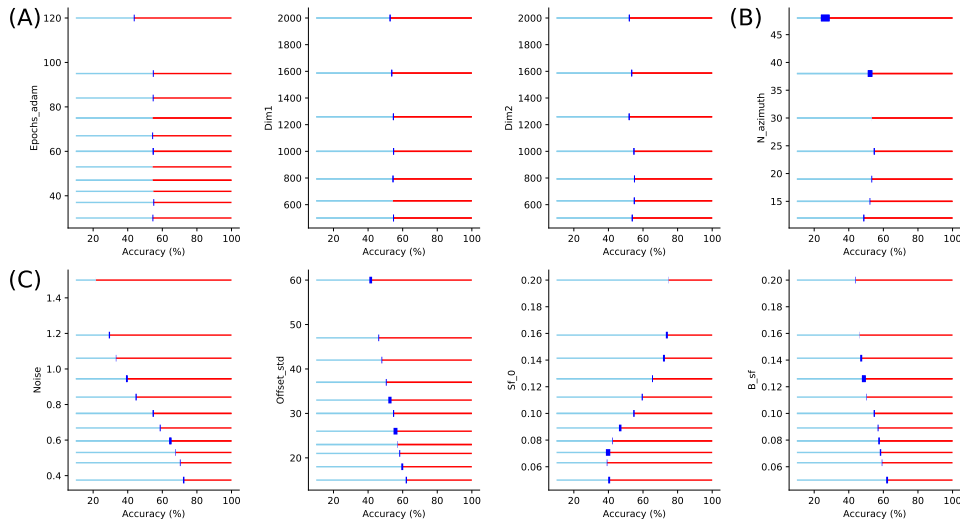 (A)
(B)
120
100
80
60
40
Epochs_adam
20 40 60 80 100
Accuracy (%)
2000
1800
1600
1400
1200
1000
800
600
Dim1
20 40 60 80 100
Accuracy (%)
2000
1800
1600
1400
1200
1000
800
600
Dim2
20 40 60 80 100
Accuracy (%)
45
40
35
30
25
20
15
N_azimuth
20 40 60 80 100
Accuracy (%)
(C)
1.4
1.2
1.0
0.8
0.6
0.4
Noise
20 40 60 80 100
Accuracy (%)
60
50
40
30
20
Offset_std
20 40 60 80 100
Accuracy (%)
0.20
0.18
0.16
0.14
0.12
0.10
0.08
0.06
Sf_0
20 40 60 80 100
Accuracy (%)
0.20
0.18
0.16
0.14
0.12
0.10
0.08
0.06
B_sf
20 40 60 80 100
Accuracy (%)